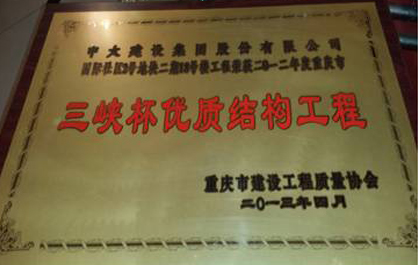 中大建设集团股份有限公司
国际社区3号地块二期18号楼工程荣获二〇一二年度重庆市
三峡杯优质结构工程
重庆市建设工程质量协会
二〇一三年四月